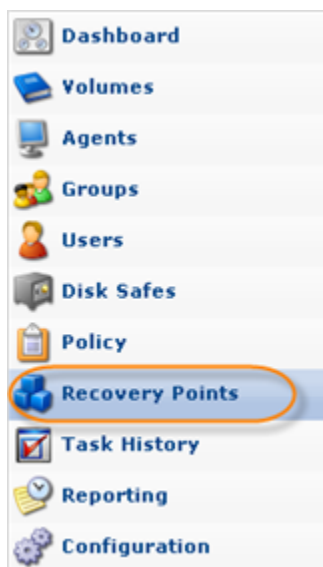 Dashboard
Volumes
Agents
Groups
Users
Disk Safes
Policy
Recovery Points
Task History
Reporting
Configuration